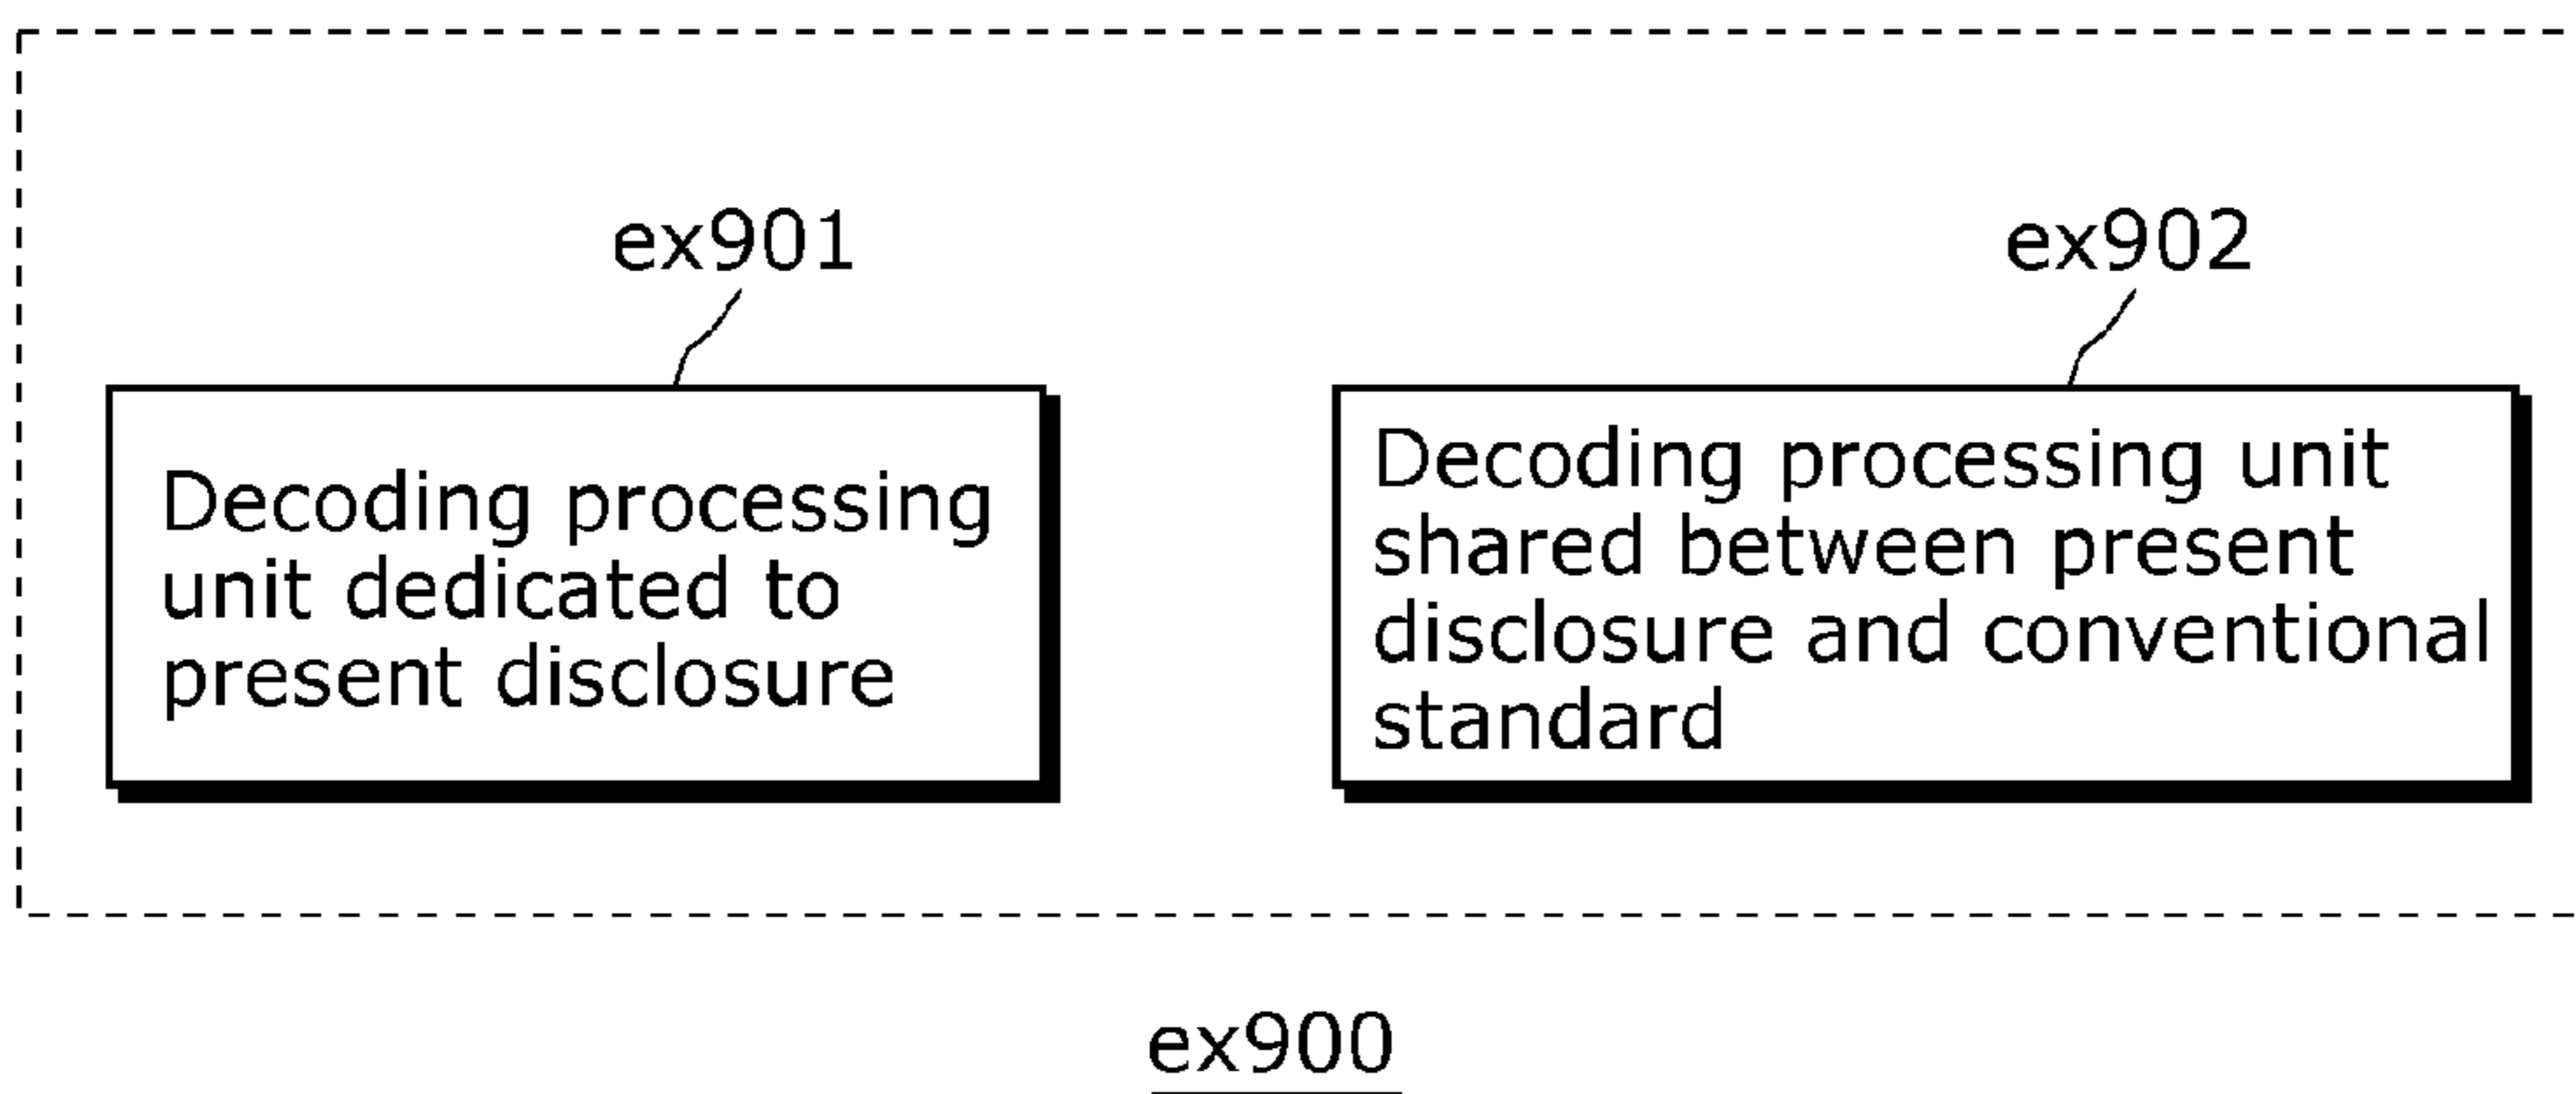 ex901
ex902
Decoding processing
unit dedicated to
present disclosure
Decoding processing unit
shared between present
disclosure and conventional
standard
ex900